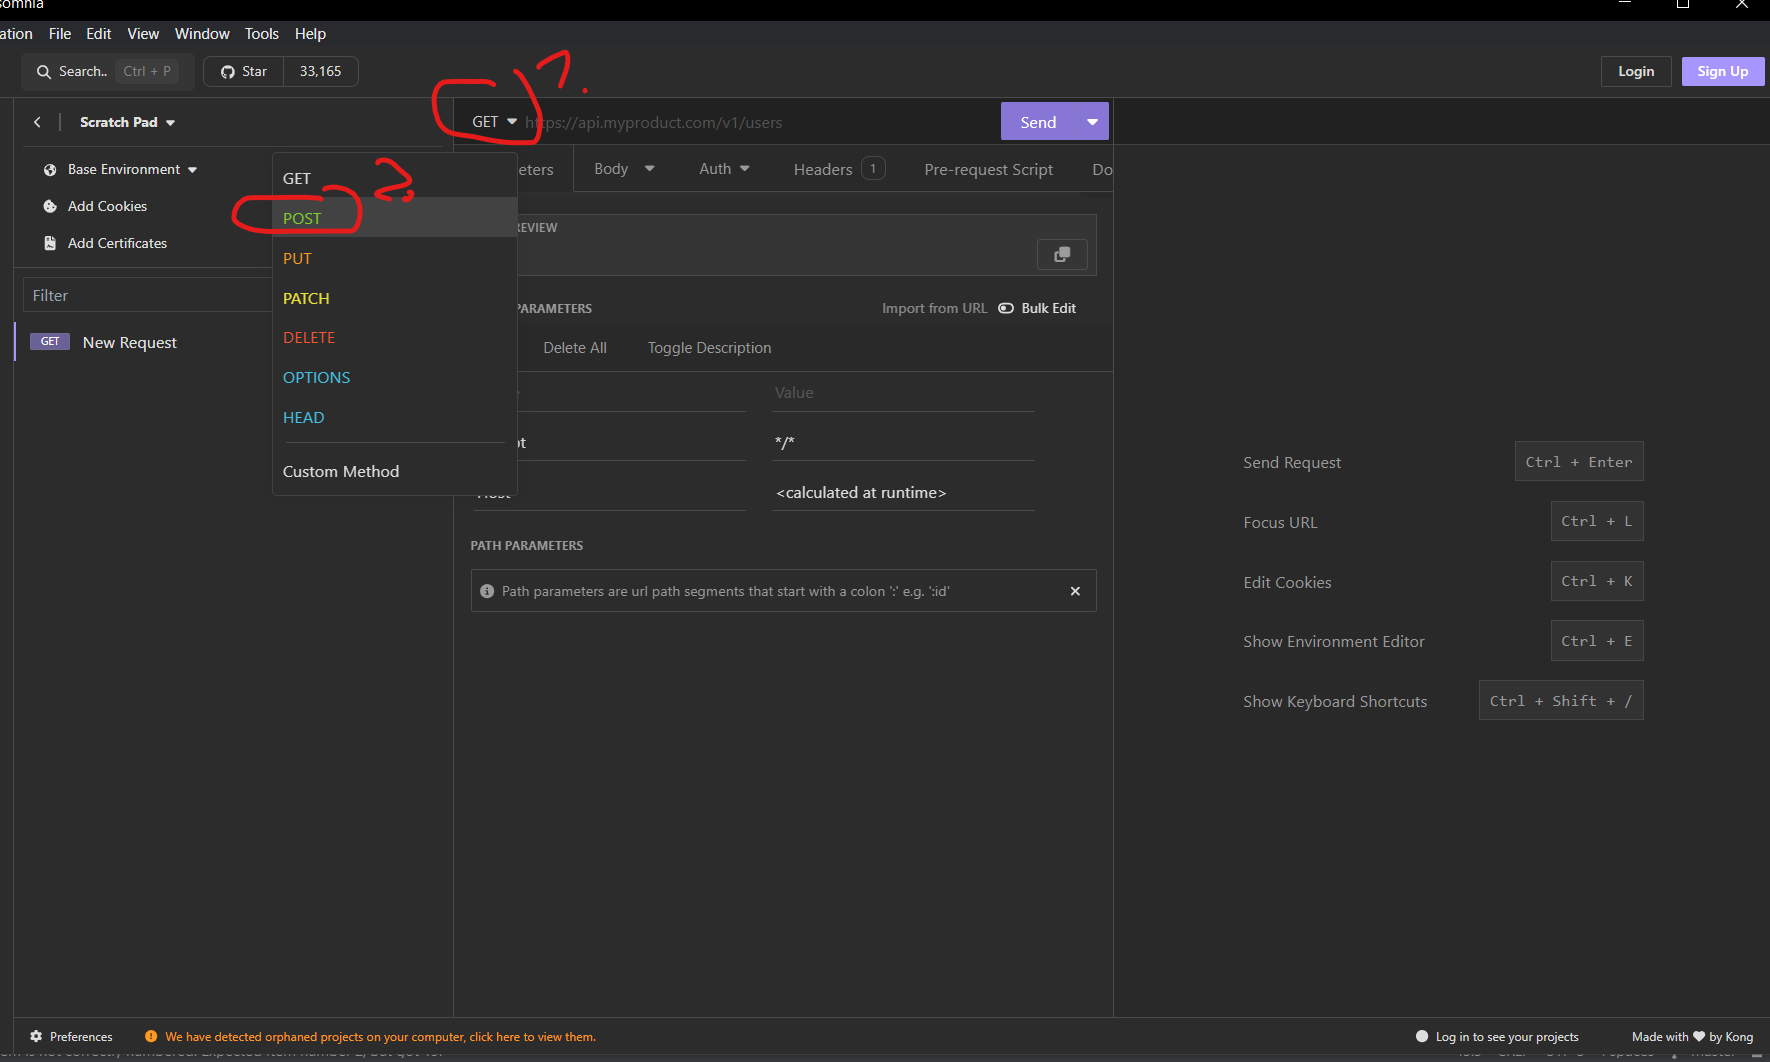 somnia
ation File Edit View Window Tools Help
Search.. Ctrl + P Star 33,165 Login Sign Up
1.
Scratch Pad GET https://api.myproduct.com/v1/users Send
Base Environment
GET
2.
eters Body Auth Headers 1 Pre-request Script Do
Add Cookies
POST
EVIEW
Add Certificates
PUT
Filter
PATCH
PARAMETERS Import from URL Bulk Edit
GET New Request
DELETE
Delete All Toggle Description
OPTIONS
Value
HEAD
pt */*
Custom Method
Host <calculated at runtime>
PATH PARAMETERS
Path parameters are url path segments that start with a colon ':' e.g. ':id'
Send Request Ctrl + Enter
Focus URL Ctrl + L
Edit Cookies Ctrl + K
Show Environment Editor Ctrl + E
Show Keyboard Shortcuts Ctrl + Shift + /
Preferences We have detected orphaned projects on your computer, click here to view them. Log in to see your projects Made with ♥ by Kong